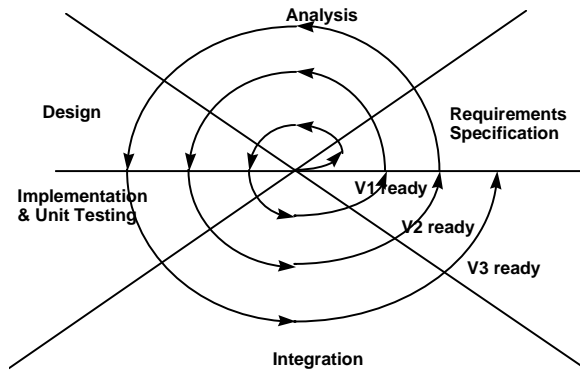 Analysis
Design
Requirements
Specification
Implementation
& Unit Testing
V1 ready
V2 ready
V3 ready
Integration